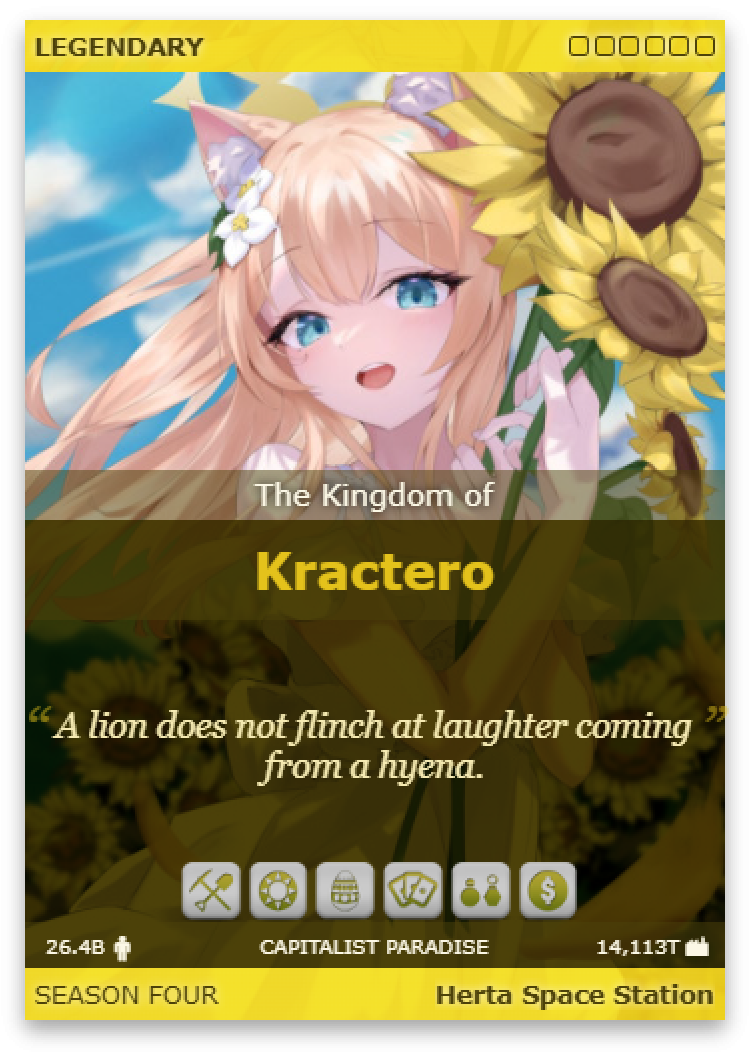 LEGENDARY
The Kingdom of
Kractero
“A lion does not flinch at laughter coming”
from a hyena.
$
26.4B
CAPITALIST PARADISE
14,113T
SEASON FOUR
Herta Space Station